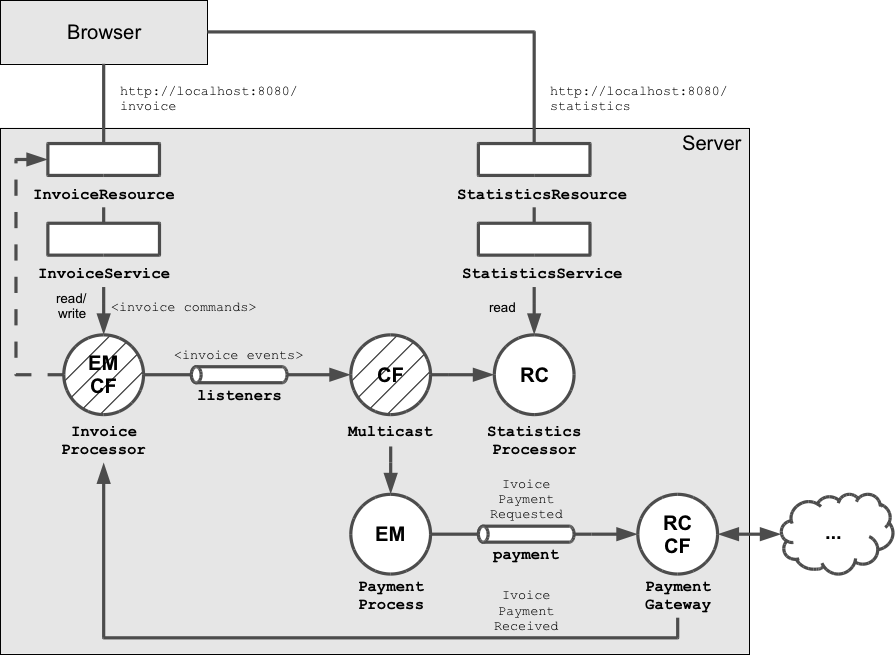 Browser
http://localhost:8080/
invoice
http://localhost:8080/
statistics
Server
InvoiceResource
StatisticsResource
InvoiceService
StatisticsService
read/
write
<invoice commands>
read
EM
CF
<invoice events>
listeners
CF
RC
Invoice
Processor
Multicast
Statistics
Processor
Ivoice
Payment
Requested
EM
payment
RC
CF
...
Payment
Process
Payment
Gateway
Ivoice
Payment
Received